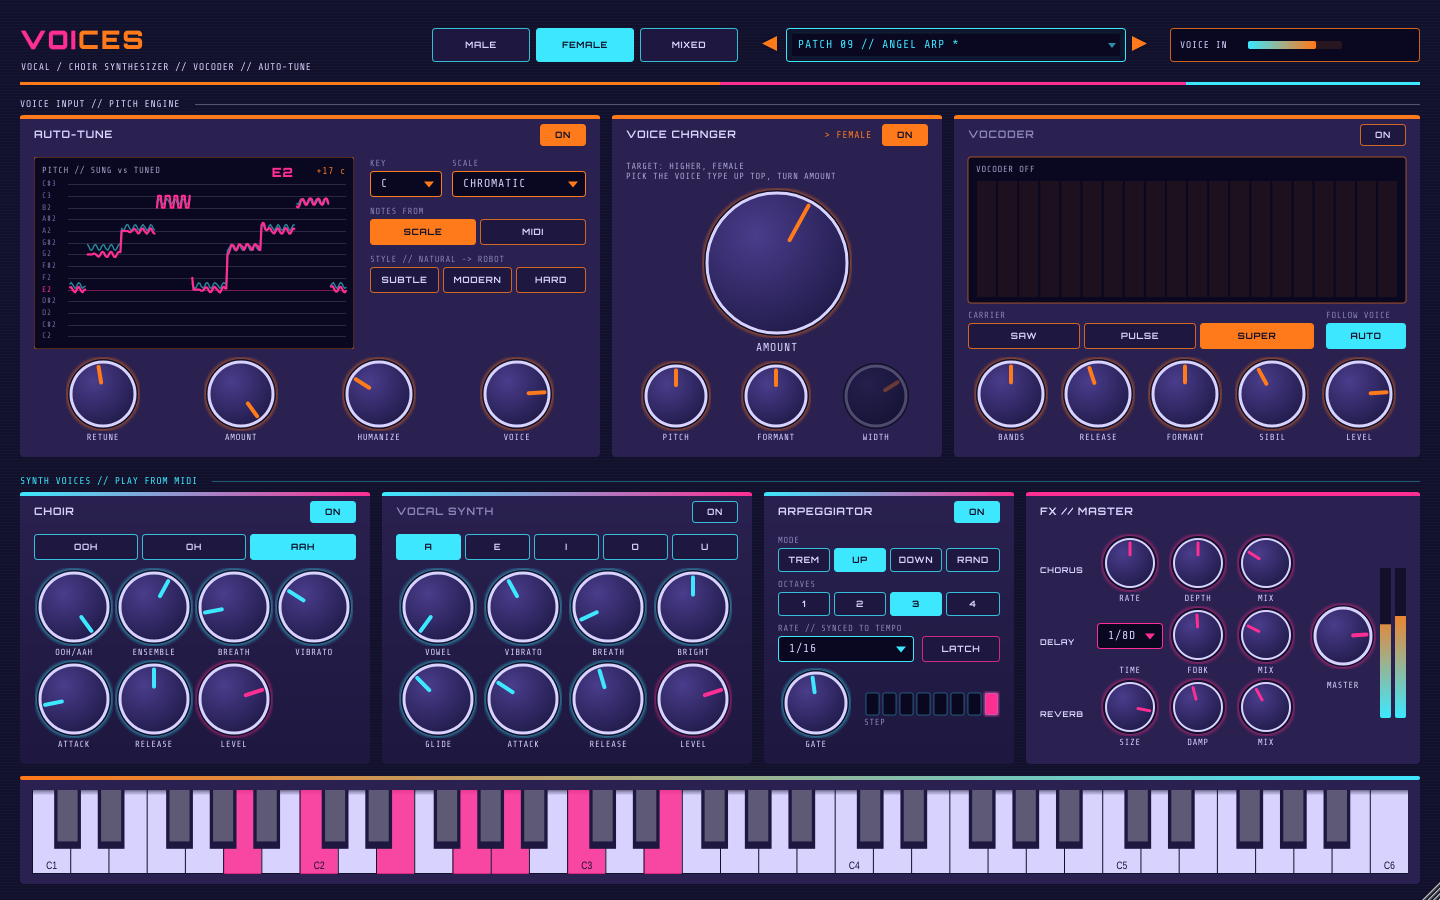 VOICES
VOCAL / CHOIR SYNTHESIZER // VOCODER // AUTO-TUNE
MALE
FEMALE
MIXED
PATCH 09 // ANGEL ARP *
VOICE IN
VOICE INPUT // PITCH ENGINE
AUTO-TUNE
ON
PITCH // SUNG vs TUNED
E2
+17 c
C#3
C3
B2
A#2
A2
G#2
G2
F#2
F2
E2
D#2
D2
C#2
C2
KEY
SCALE
C
CHROMATIC
NOTES FROM
SCALE
MIDI
STYLE // NATURAL -> ROBOT
SUBTLE
MODERN
HARD
RETUNE
AMOUNT
HUMANIZE
VOICE
VOICE CHANGER
> FEMALE
ON
TARGET: HIGHER, FEMALE
PICK THE VOICE TYPE UP TOP, TURN AMOUNT
AMOUNT
PITCH
FORMANT
WIDTH
VOCODER
ON
VOCODER OFF
CARRIER
FOLLOW VOICE
SAW
PULSE
SUPER
AUTO
BANDS
RELEASE
FORMANT
SIBIL
LEVEL
SYNTH VOICES // PLAY FROM MIDI
CHOIR
ON
OOH
OH
AAH
OOH/AAH
ENSEMBLE
BREATH
VIBRATO
ATTACK
RELEASE
LEVEL
VOCAL SYNTH
ON
A
E
I
O
U
VOWEL
VIBRATO
BREATH
BRIGHT
GLIDE
ATTACK
RELEASE
LEVEL
ARPEGGIATOR
ON
MODE
TREM
UP
DOWN
RAND
OCTAVES
1
2
3
4
RATE // SYNCED TO TEMPO
1/16
LATCH
GATE
STEP
FX // MASTER
CHORUS
RATE
DEPTH
MIX
DELAY
1/8D
TIME
FDBK
MIX
MASTER
REVERB
SIZE
DAMP
MIX
C1
C2
C3
C4
C5
C6